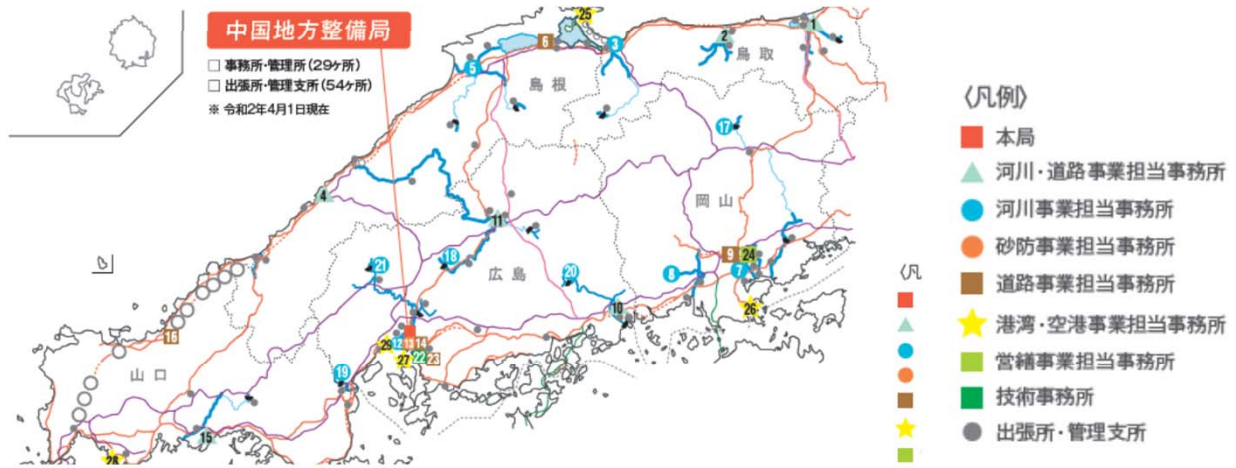 中国地方整備局
□ 事務所・管理所（29ヶ所）
□ 出張所・管理支所（54ヶ所）
※ 令和2年4月1日現在
25
1
2
鳥取
6
3
5
島根
17
4
岡山
11
18
広島
9
24
21
20
8
7
26
10
16
12
13
14
29
27
22
23
山口
19
15
28
〈凡
〈凡例〉
本局
河川・道路事業担当事務所
河川事業担当事務所
砂防事業担当事務所
道路事業担当事務所
港湾・空港事業担当事務所
営繕事業担当事務所
技術事務所
出張所・管理支所